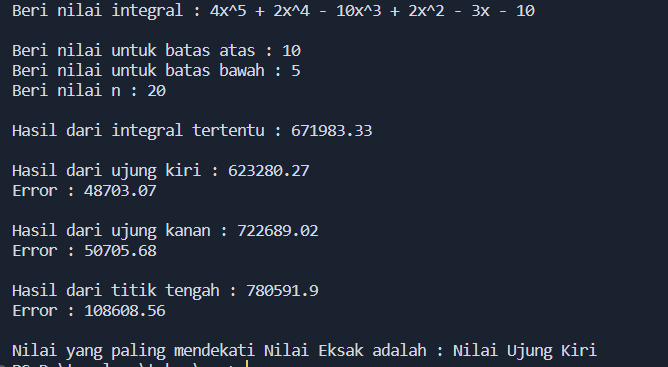 Beri nilai integral : 4x^5 + 2x^4 - 10x^3 + 2x^2 - 3x - 10
Beri nilai untuk batas atas : 10
Beri nilai untuk batas bawah : 5
Beri nilai n : 20
Hasil dari integral tertentu : 671983.33
Hasil dari ujung kiri : 623280.27
Error : 48703.07
Hasil dari ujung kanan : 722689.02
Error : 50705.68
Hasil dari titik tengah : 780591.9
Error : 108608.56
Nilai yang paling mendekati Nilai Eksak adalah : Nilai Ujung Kiri